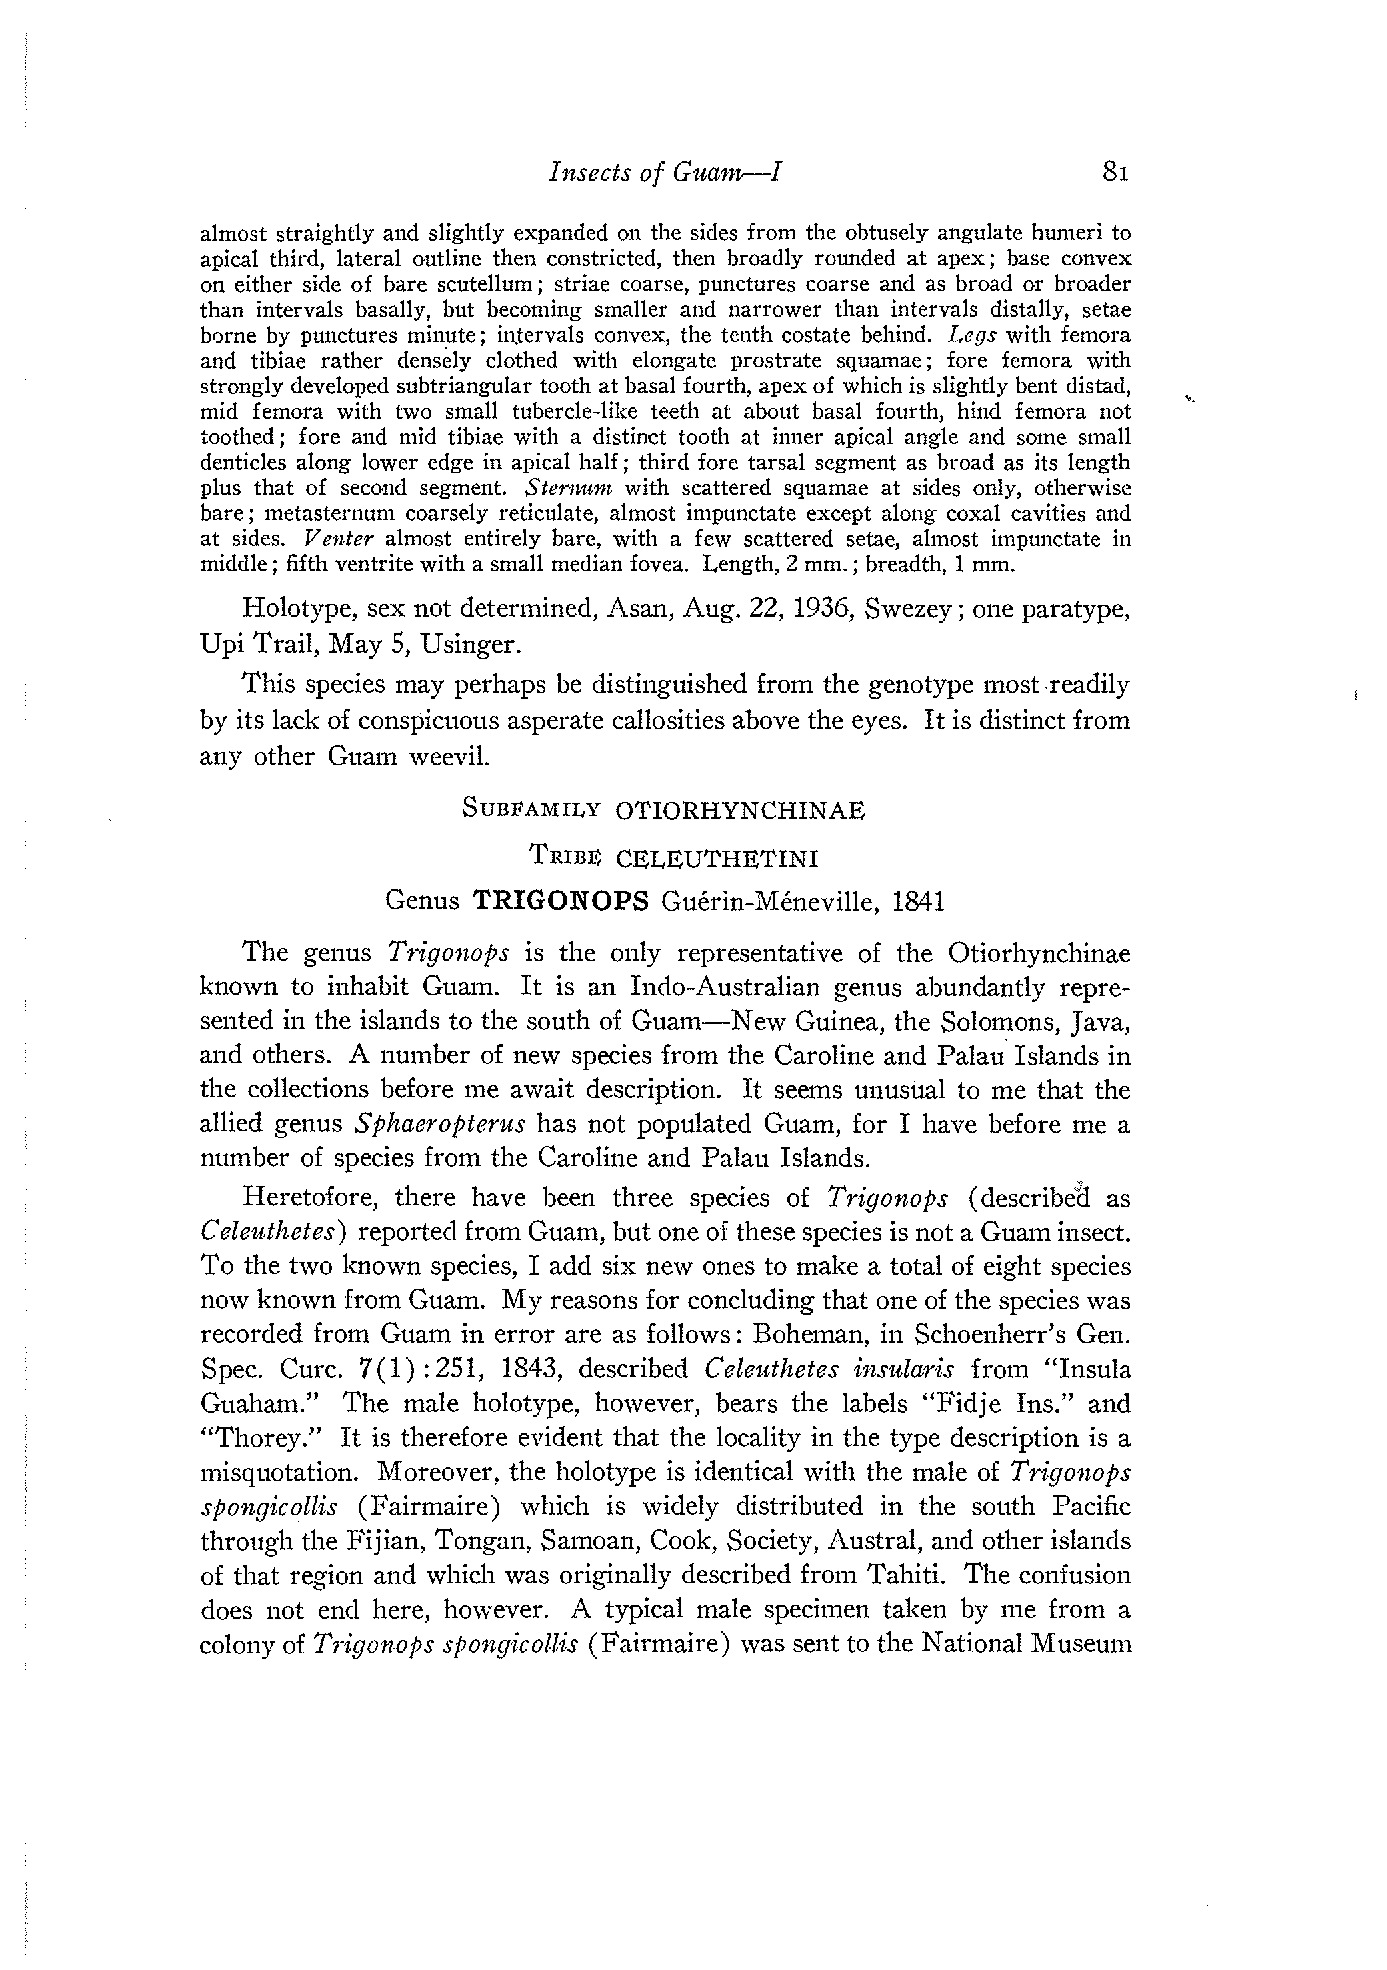 Insects of Guam—I 81
almost straightly and slightly expanded on the sides from the obtusely angulate humeri to
apical third, lateral outline then constricted, then broadly rounded at apex; base convex
on either side of bare scutellum; striae coarse, punctures coarse and as broad or broader
than intervals basally, but becoming smaller and narrower than intervals distally, setae
borne by punctures minute; intervals convex, the tenth costate behind. Legs with femora
and tibiae rather densely clothed with elongate prostrate squamae; fore femora with
strongly developed subtriangular tooth at basal fourth, apex of which is slightly bent distad,
mid femora with two small tubercle-like teeth at about basal fourth, hind femora not
toothed; fore and mid tibiae with a distinct tooth at inner apical angle and some small
denticles along lower edge in apical half; third fore tarsal segment as broad as its length
plus that of second segment. Sternum with scattered squamae at sides only, otherwise
bare; metasternum coarsely reticulate, almost impunctate except along coxal cavities and
at sides. Venter almost entirely bare, with a few scattered setae, almost impunctate in
middle; fifth ventrite with a small median fovea. Length, 2 mm.; breadth, 1 mm.
Holotype, sex not determined, Asan, Aug. 22, 1936, Swezey; one paratype,
Upi Trail, May 5, Usinger.
This species may perhaps be distinguished from the genotype most readily
by its lack of conspicuous asperate callosities above the eyes. It is distinct from
any other Guam weevil.
SUBFAMILY OTIORHYNCHINAE
TRIBE CELEUTHETINI
Genus TRIGONOPS Guérin-Méneville, 1841
The genus Trigonops is the only representative of the Otiorhynchinae
known to inhabit Guam. It is an Indo-Australian genus abundantly repre-
sented in the islands to the south of Guam—New Guinea, the Solomons, Java,
and others. A number of new species from the Caroline and Palau Islands in
the collections before me await description. It seems unusual to me that the
allied genus Sphaeropterus has not populated Guam, for I have before me a
number of species from the Caroline and Palau Islands.
Heretofore, there have been three species of Trigonops (described as
Celeuthetes) reported from Guam, but one of these species is not a Guam insect.
To the two known species, I add six new ones to make a total of eight species
now known from Guam. My reasons for concluding that one of the species was
recorded from Guam in error are as follows: Boheman, in Schoenherr's Gen.
Spec. Curc. 7(1):251, 1843, described Celeuthetes insularis from "Insula
Guaham." The male holotype, however, bears the labels "Fidje Ins." and
"Thorey." It is therefore evident that the locality in the type description is a
misquotation. Moreover, the holotype is identical with the male of Trigonops
spongicollis (Fairmaire) which is widely distributed in the south Pacific
through the Fijian, Tongan, Samoan, Cook, Society, Austral, and other islands
of that region and which was originally described from Tahiti. The confusion
does not end here, however. A typical male specimen taken by me from a
colony of Trigonops spongicollis (Fairmaire) was sent to the National Museum